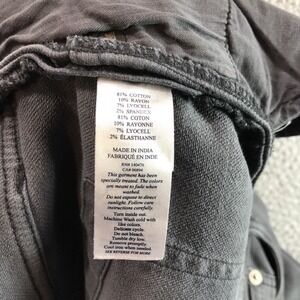 81% COTTON
10% RAYON
7% LYOCELL
2% SPANDEX
81% COTON
10% RAYONNE
7% LYOCELL
2% ÉLASTHANNE
MADE IN INDIA
FABRIQUÉ EN INDE
This garment has been
specially treated. The colors
are meant to fade when
washed.
Do not expose to direct
sunlight. Follow care
instructions carefully.
Turn inside out.
Machine Wash cold with
like colors.
Delicate cycle.
Do not bleach.
Tumble dry low.
Remove promptly.
Cool iron when needed.
SEE REVERSE FOR MORE